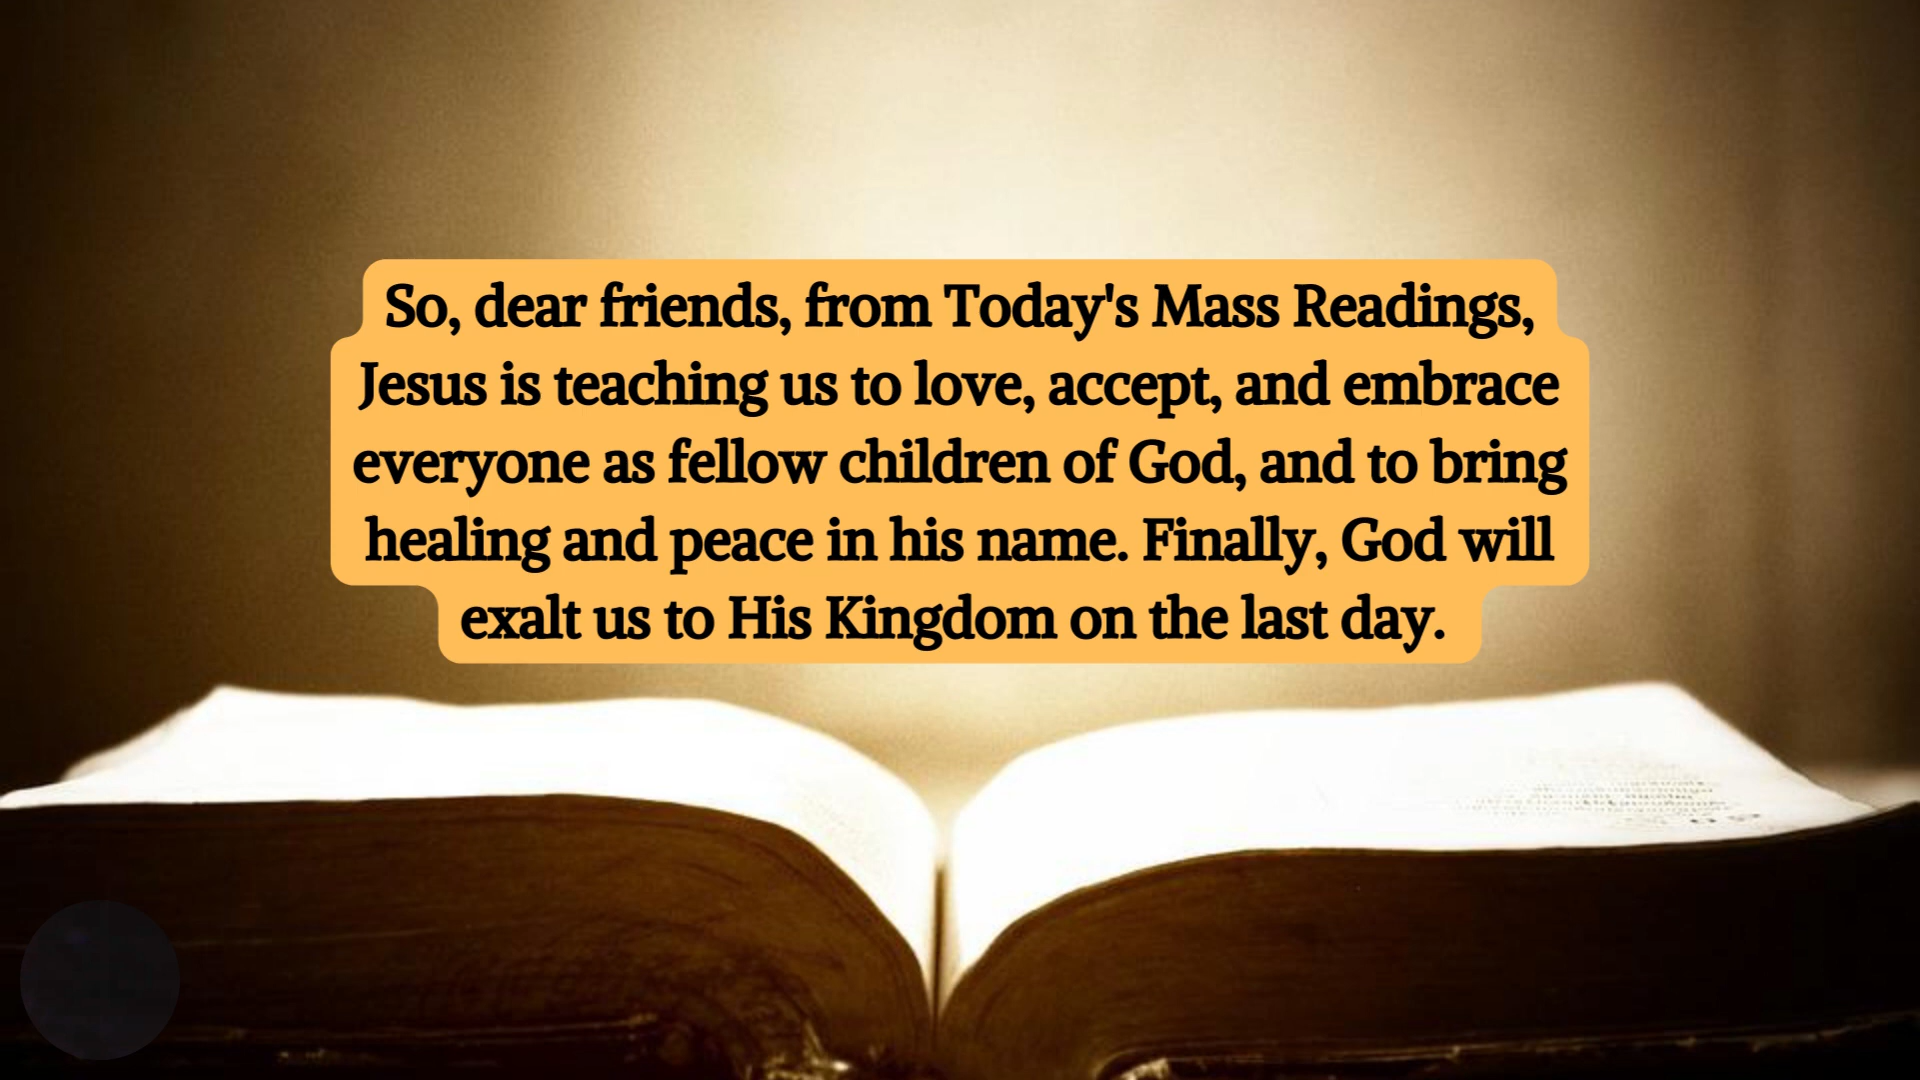 So, dear friends, from Today's Mass Readings,
Jesus is teaching us to love, accept, and embrace
everyone as fellow children of God, and to bring
healing and peace in his name. Finally, God will
exalt us to His Kingdom on the last day.